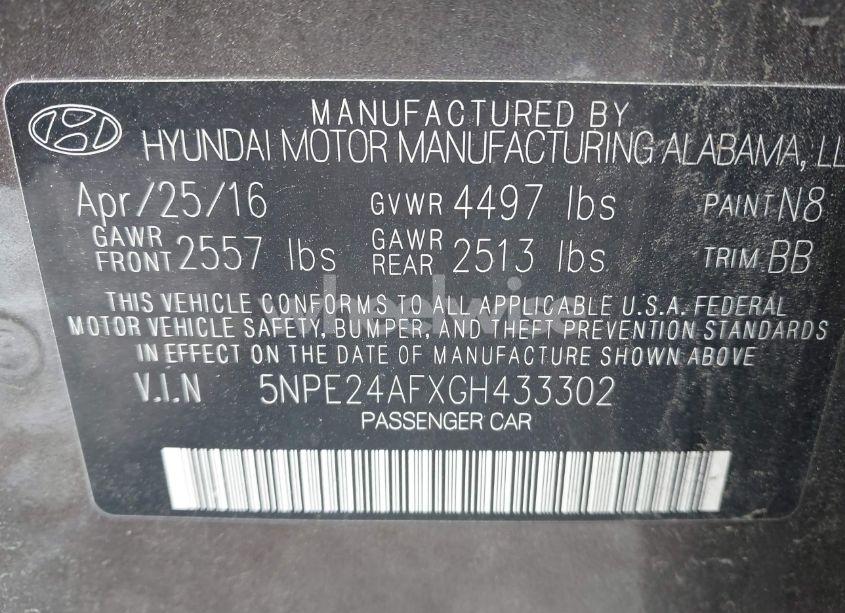 MANUFACTURED BY
HYUNDAI MOTOR MANUFACTURING ALABAMA, LL
Apr/25/16 GVWR 4497 lbs PAINT N8
GAWR FRONT 2557 lbs GAWR REAR 2513 lbs TRIM BB
THIS VEHICLE CONFORMS TO ALL APPLICABLE U.S.A. FEDERAL
MOTOR VEHICLE SAFETY, BUMPER, AND THEFT PREVENTION STANDARDS
IN EFFECT ON THE DATE OF MANUFACTURE SHOWN ABOVE
V.I.N 5NPE24AFXGH433302
PASSENGER CAR